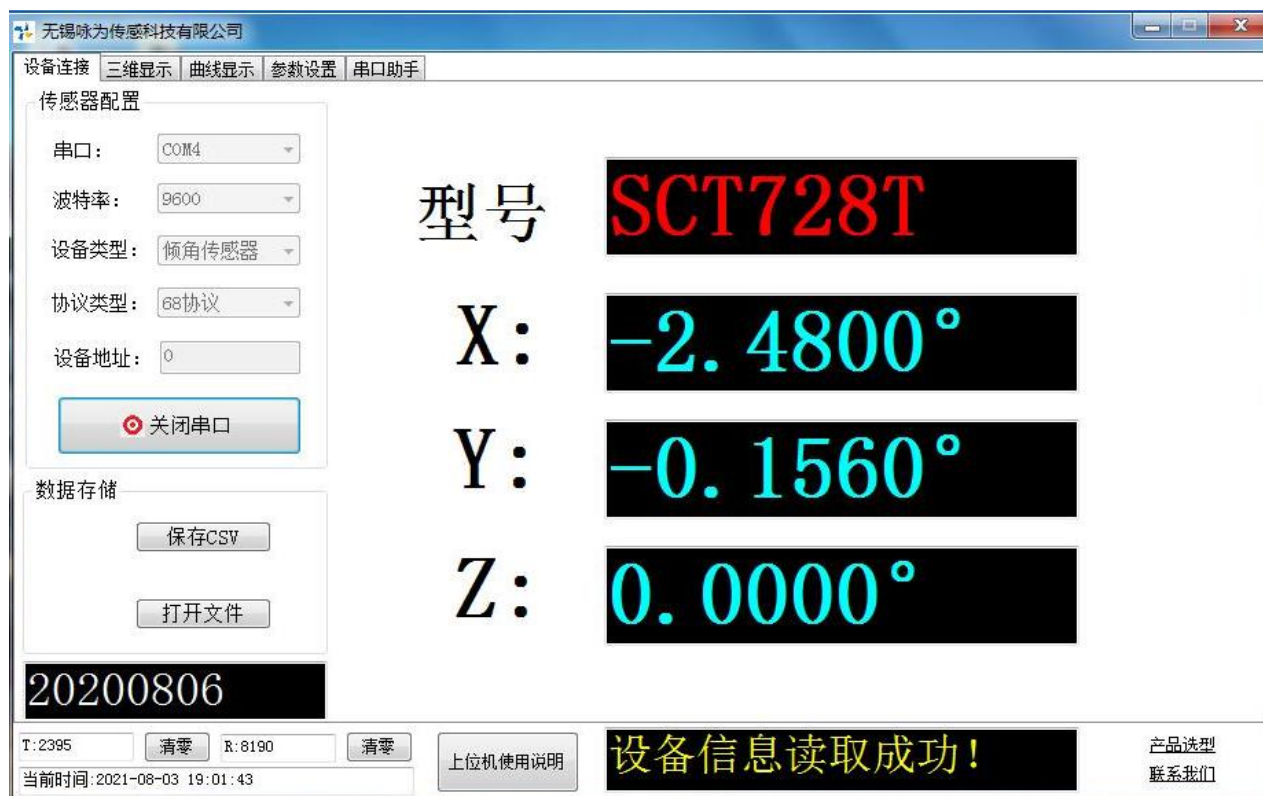 无锡咏为传感科技有限公司
设备连接 三维显示 曲线显示 参数设置 串口助手
传感器配置
串口： COM4
波特率： 9600
设备类型： 倾角传感器
协议类型： 68协议
设备地址： 0
关闭串口
数据存储
保存CSV
打开文件
20200806
型号 SCT728T
X: -2.4800°
Y: -0.1560°
Z: 0.0000°
T:2395 清零 R:8190 清零
当前时间:2021-08-03 19:01:43
上位机使用说明
设备信息读取成功!
产品选型
联系我们